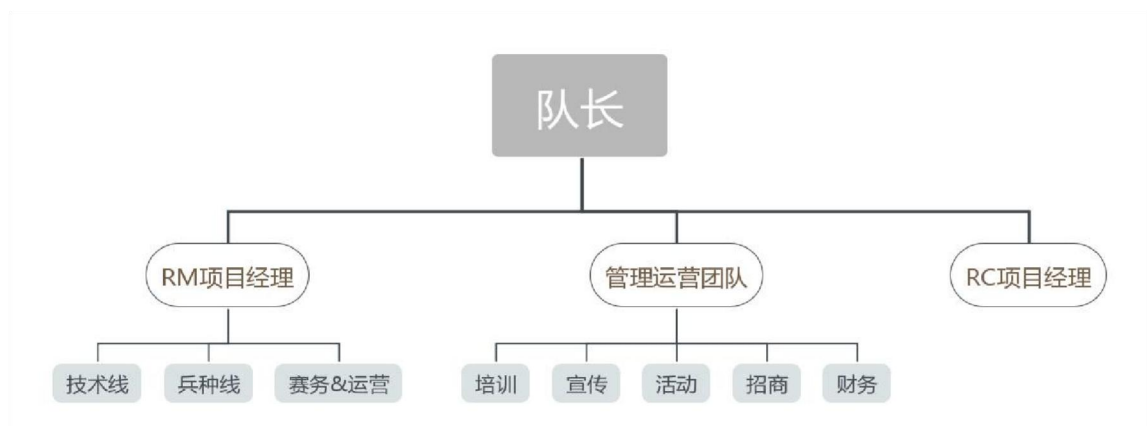 队长
RM项目经理
管理运营团队
RC项目经理
技术线
兵种线
赛务&运营
培训
宣传
活动
招商
财务